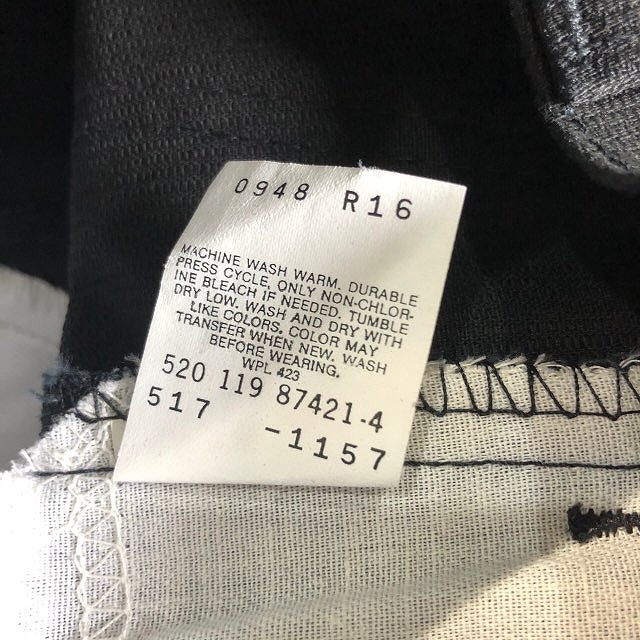 0948 R16
MACHINE WASH WARM. DURABLE
PRESS CYCLE. ONLY NON-CHLOR-
INE BLEACH IF NEEDED. TUMBLE
DRY LOW. WASH AND DRY WITH
LIKE COLORS. COLOR MAY
TRANSFER WHEN NEW. WASH
BEFORE WEARING.
WPL 423
520 119 87421-4
517 -1157